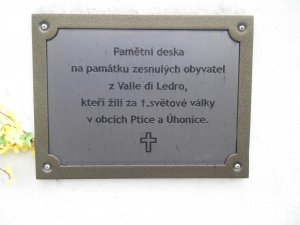 Pamětní deska
na památku zesnulých obyvatel
z Valle di Ledro,
kteří žili za 1.světové války
v obcích Ptice a Úhonice.